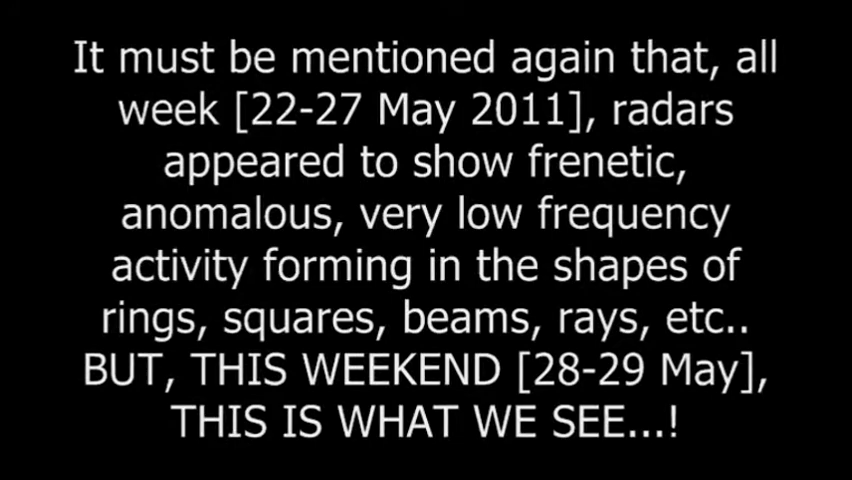 It must be mentioned again that, all
week [22-27 May 2011], radars
appeared to show frenetic,
anomalous, very low frequency
activity forming in the shapes of
rings, squares, beams, rays, etc..
BUT, THIS WEEKEND [28-29 May],
THIS IS WHAT WE SEE...!